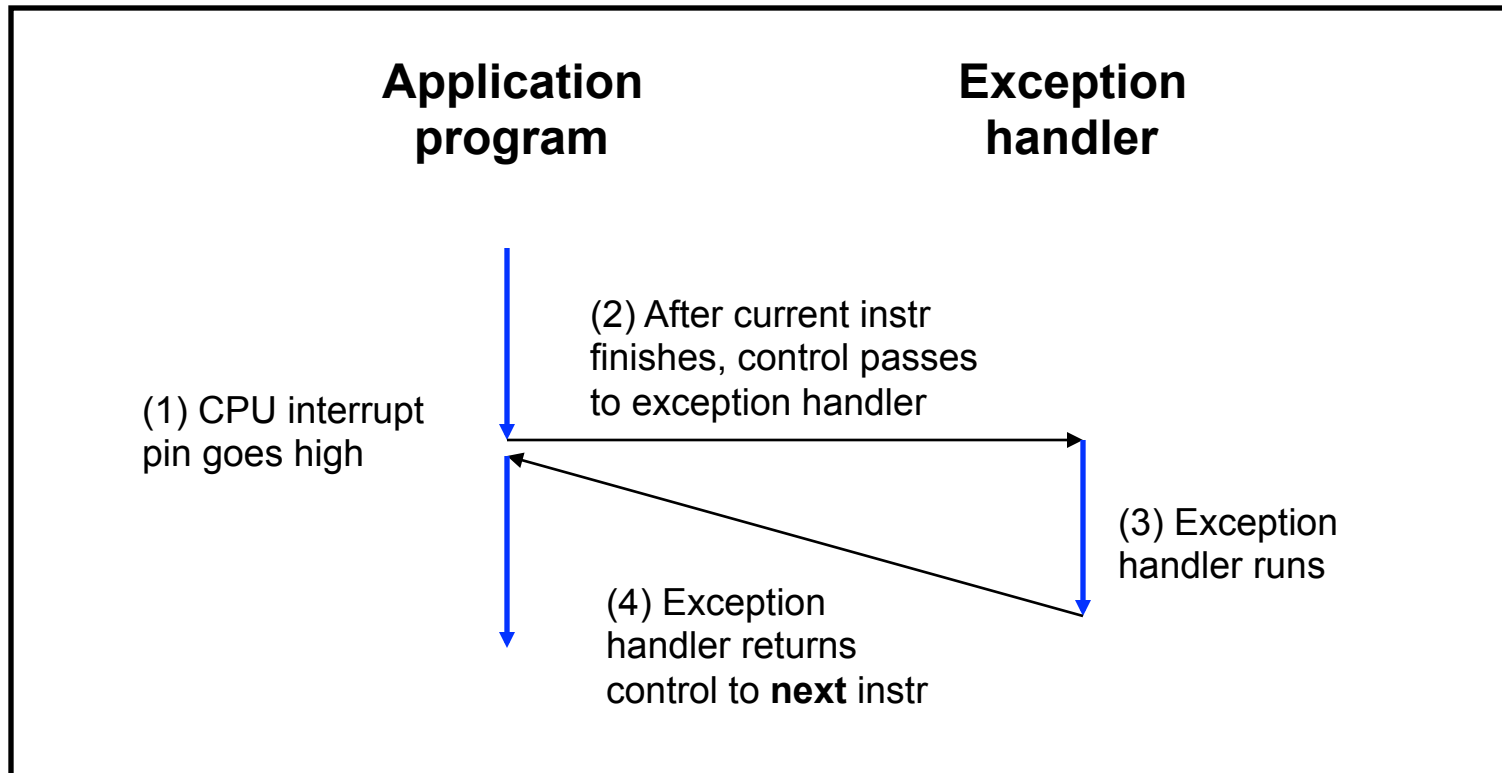 Application
program
Exception
handler
(2) After current instr
finishes, control passes
to exception handler
(1) CPU interrupt
pin goes high
(3) Exception
handler runs
(4) Exception
handler returns
control to next instr